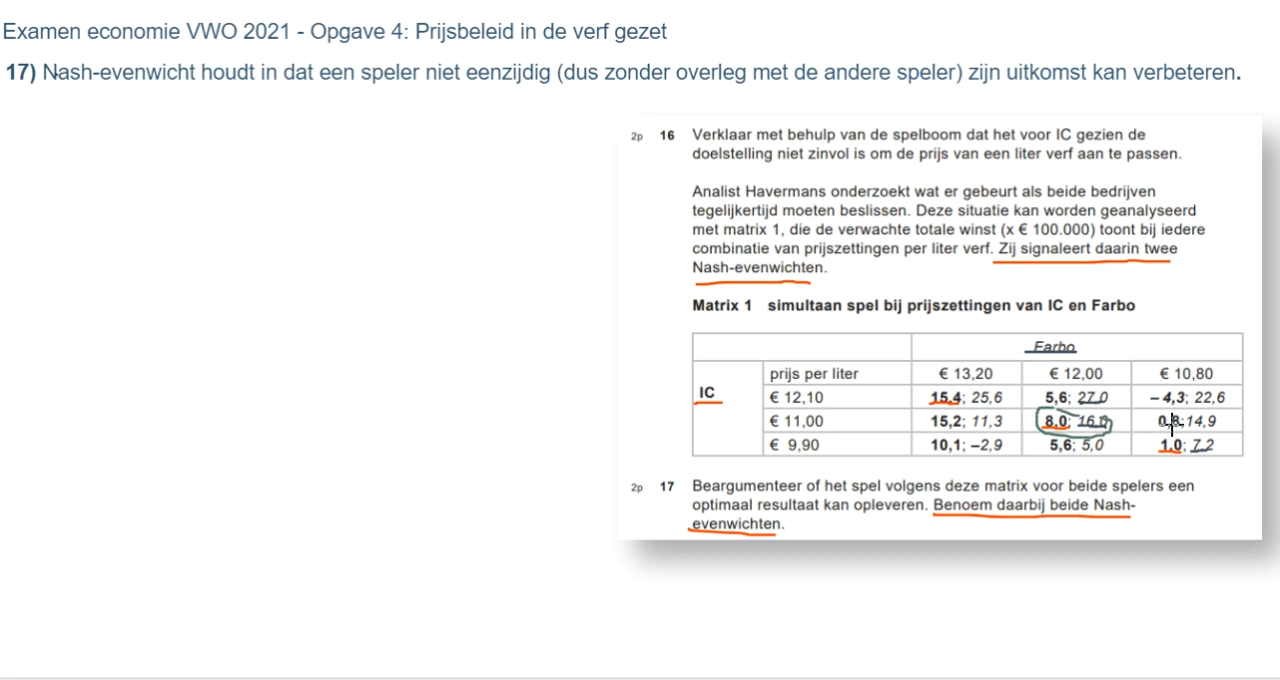 Examen economie VWO 2021 - Opgave 4: Prijsbeleid in de verf gezet
17) Nash-evenwicht houdt in dat een speler niet eenzijdig (dus zonder overleg met de andere speler) zijn uitkomst kan verbeteren.
2p 16 Verklaar met behulp van de spelboom dat het voor IC gezien de
doelstelling niet zinvol is om de prijs van een liter verf aan te passen.
Analist Havermans onderzoekt wat er gebeurt als beide bedrijven
tegelijkertijd moeten beslissen. Deze situatie kan worden geanalyseerd
met matrix 1, die de verwachte totale winst (x € 100.000) toont bij iedere
combinatie van prijszettingen per liter verf. Zij signaleert daarin twee
Nash-evenwichten.
Matrix 1 simultaan spel bij prijszettingen van IC en Farbo
Farbo
prijs per liter € 13,20 € 12,00 € 10,80
IC
€ 12,10 15,4; 25,6 5,6; 27,0 – 4,3; 22,6
€ 11,00 15,2; 11,3 8,0; 14,9
€ 9,90 10,1; –2,9 5,6; 5,0 1,0; 7,2
2p 17 Beargumenteer of het spel volgens deze matrix voor beide spelers een
optimaal resultaat kan opleveren. Benoem daarbij beide Nash-
evenwichten.